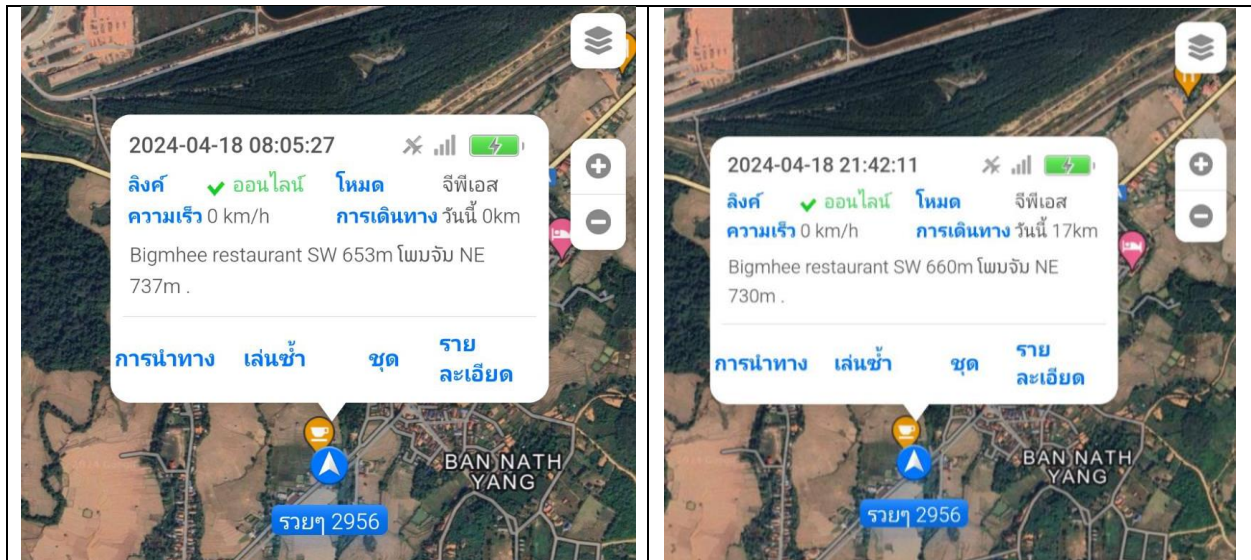 2024-04-18 08:05:27
ลิงค์ ออนไลน์ โหมด จีพีเอส
ความเร็ว 0 km/h การเดินทาง วันนี้ 0km
Bigmhee restaurant SW 653m โพนจัน NE
737m .
การนำทาง เล่นซ้ำ ชุด ราย
ละเอียด
BAN NATH
YANG
รวยๆ 2956
2024-04-18 21:42:11
ลิงค์ ออนไลน์ โหมด จีพีเอส
ความเร็ว 0 km/h การเดินทาง วันนี้ 17km
Bigmhee restaurant SW 660m โพนจัน NE
730m .
การนำทาง เล่นซ้ำ ชุด ราย
ละเอียด
BAN NATH
YANG
รวยๆ 2956